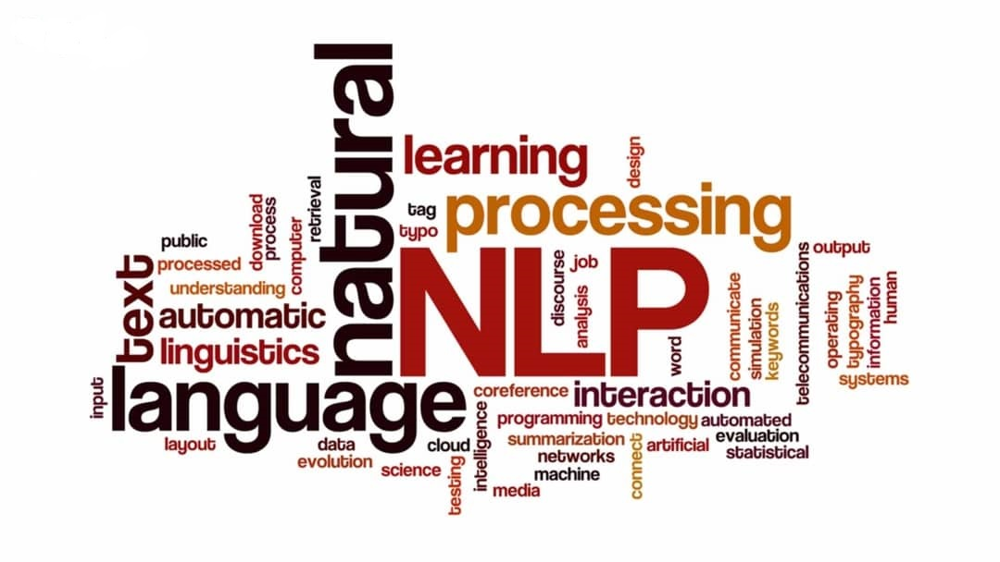 natural
learning
design
retrieval
tag
processing
download
process
computer
typo
public
output
processed
text
understanding
NLP
discourse
job
analysis
communicate
simulation
keywords
telecommunications
operating
typography
information
human
automatic
linguistics
word
systems
input
language
coreference
interaction
programming
technology
automated
layout
data
cloud
intelligence
summarization
connect
artificial
evaluation
evolution
science
testing
networks
statistical
machine
media